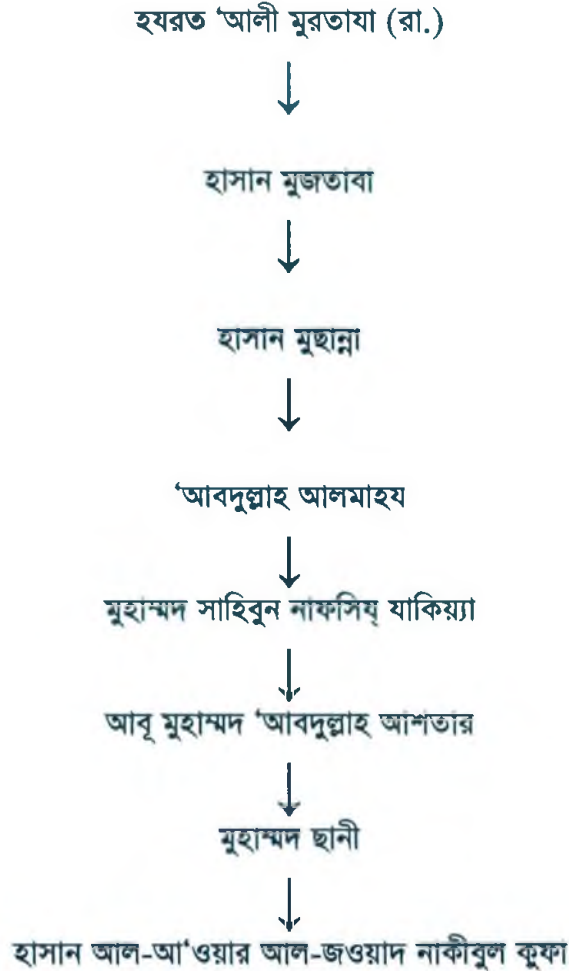 হযরত ‘আলী মুরতাযা (রা.)
হাসান মুজতাবা
হাসান মুছান্না
‘আবদুল্লাহ আলমাহয
মুহাম্মদ সাহিবুন নাফসিয্ যাকিয়্যা
আবূ মুহাম্মদ ‘আবদুল্লাহ আশতার
মুহাম্মদ ছানী
হাসান আল-আ‘ওয়ার আল-জওয়াদ নাকীবুল কুফা